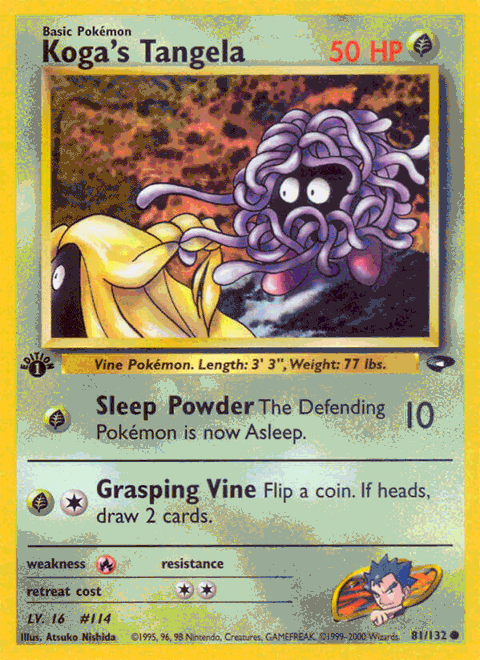 Basic Pokémon
Koga's Tangela 50 HP
EDITION
1
Vine Pokémon. Length: 3' 3", Weight: 77 lbs.
Sleep Powder The Defending 10
Pokémon is now Asleep.
Grasping Vine Flip a coin. If heads,
draw 2 cards.
weakness resistance
retreat cost
LV. 16 #114
Illus. Atsuko Nishida ©1995, 96, 98 Nintendo, Creatures, GAMEFREAK. ©1999-2000 Wizards. 81/132